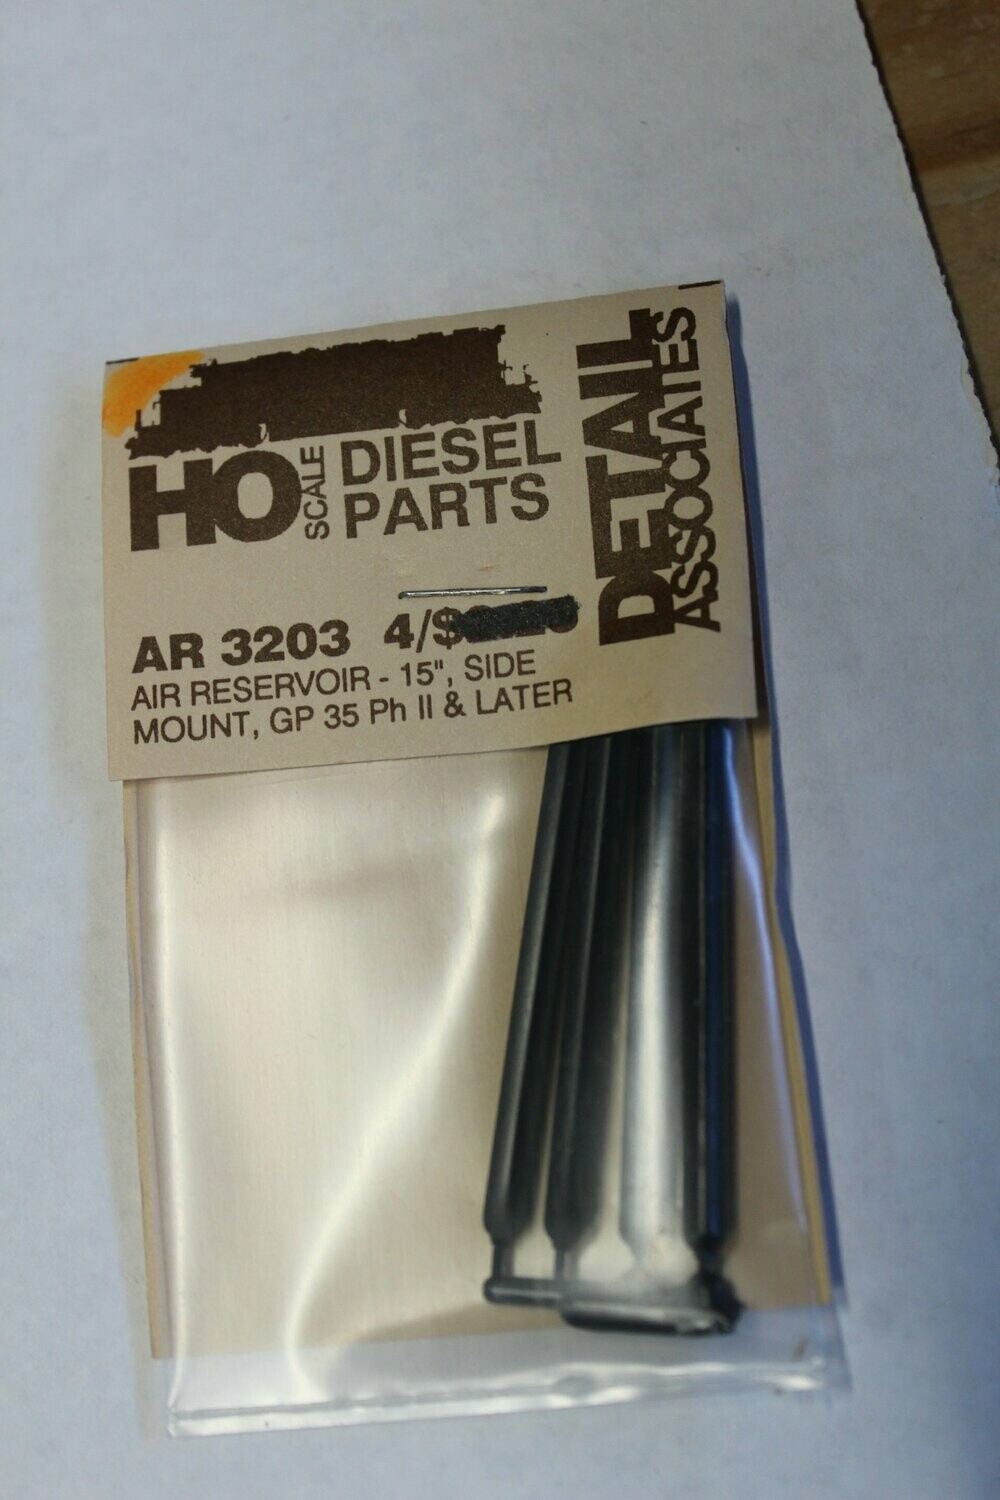 HO SCALE DIESEL
PARTS
DETAIL
ASSOCIATES
AR 3203 4/$
AIR RESERVOIR - 15", SIDE
MOUNT, GP 35 Ph II & LATER